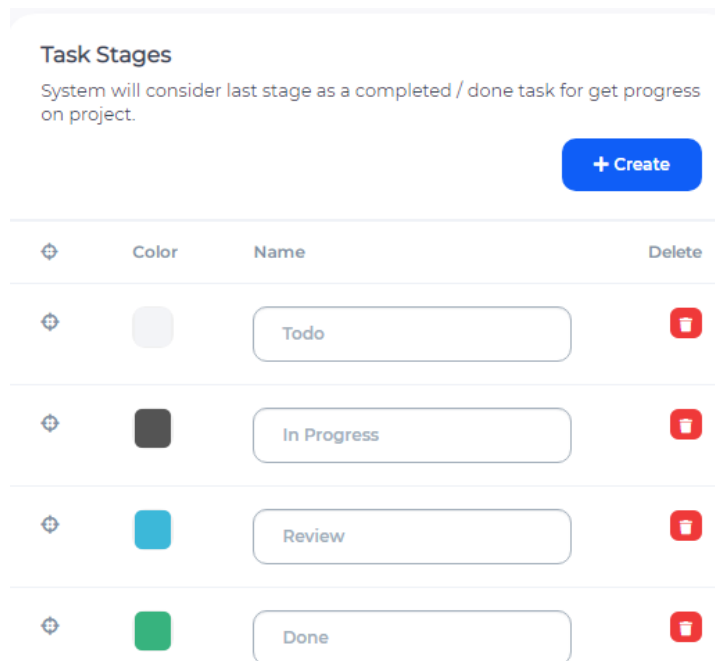 Task Stages
System will consider last stage as a completed / done task for get progress
on project.
+ Create
Color Name Delete
Todo
In Progress
Review
Done